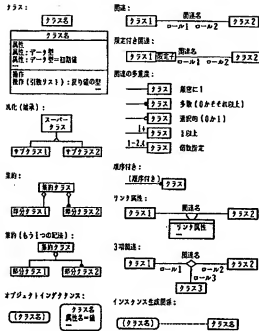 クラス：
クラス名
クラス名
属性
属性：データ型
属性：データ型＝初期値
操作
操作（引数リスト）：戻り値の型
汎化（継承）：
スーパークラス
サブクラス1
サブクラス2
集約：
集約クラス
部分クラス1
部分クラス2
集約（もう1つの記法）：
集約クラス
部分クラス1
部分クラス2
オブジェクトインスタンス：
（クラス名）
（クラス名）
属性名＝値
関連：
クラス1
関連名
クラス2
ロール1
ロール2
限定付き関連：
クラス1
限定子
関連名
クラス2
ロール1
ロール2
関連の多重度：
クラス
厳密に1
クラス
多数（0かそれ以上）
クラス
選択的（0か1）
1+
クラス
1以上
1-2,4
クラス
個数指定
順序付き：
｛順序付き｝
クラス
リンク属性：
クラス1
関連名
クラス2
リンク属性
3項関連：
クラス1
関連名
クラス2
ロール1
ロール2
ロール3
クラス3
インスタンス生成関係：
（クラス名）
クラス名